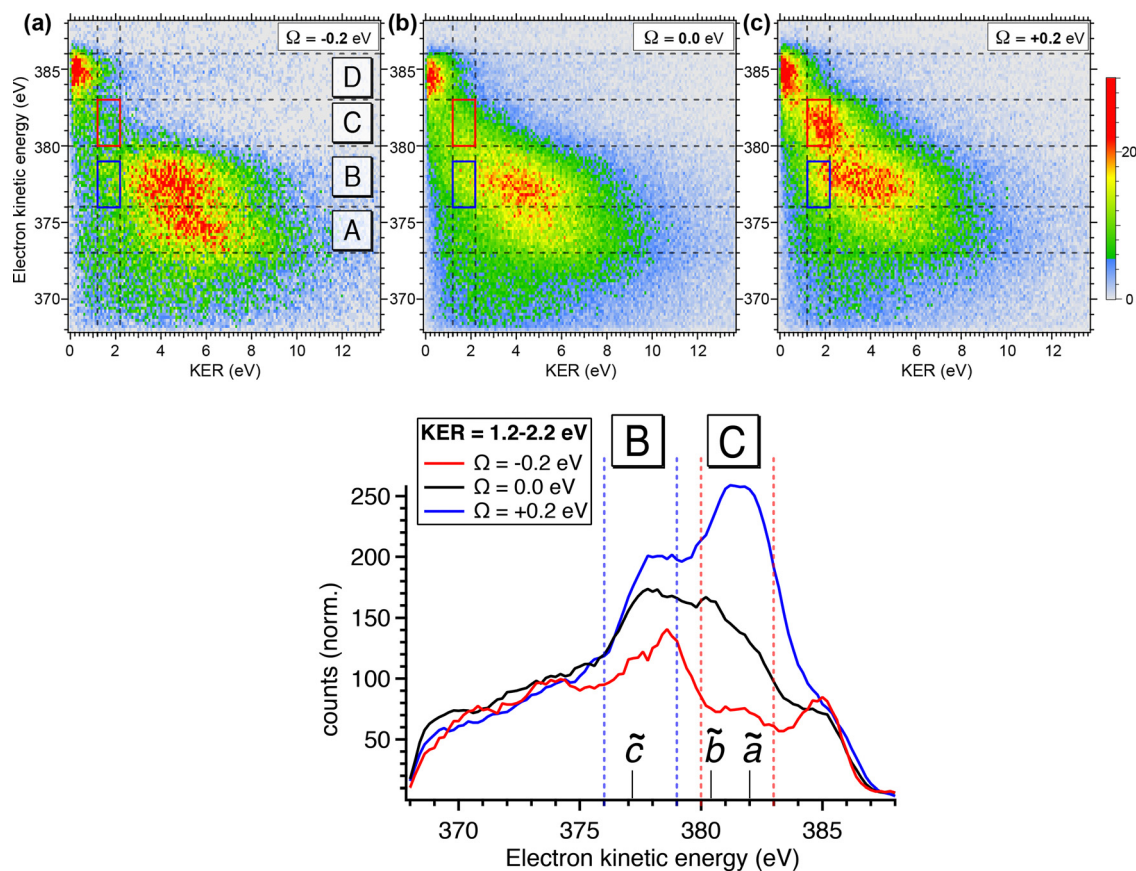 (a)
Ω = -0.2 eV
(b)
Ω = 0.0 eV
(c)
Ω = +0.2 eV
Electron kinetic energy (eV)
385
380
375
370
D
C
B
A
0 2 4 6 8 10 12
KER (eV)
385
380
375
370
0 2 4 6 8 10 12
KER (eV)
385
380
375
370
0 2 4 6 8 10 12
KER (eV)
20
0
KER = 1.2-2.2 eV
Ω = -0.2 eV
Ω = 0.0 eV
Ω = +0.2 eV
B
C
counts (norm.)
250
200
150
100
50
c̃
b̃
ã
370 375 380 385
Electron kinetic energy (eV)